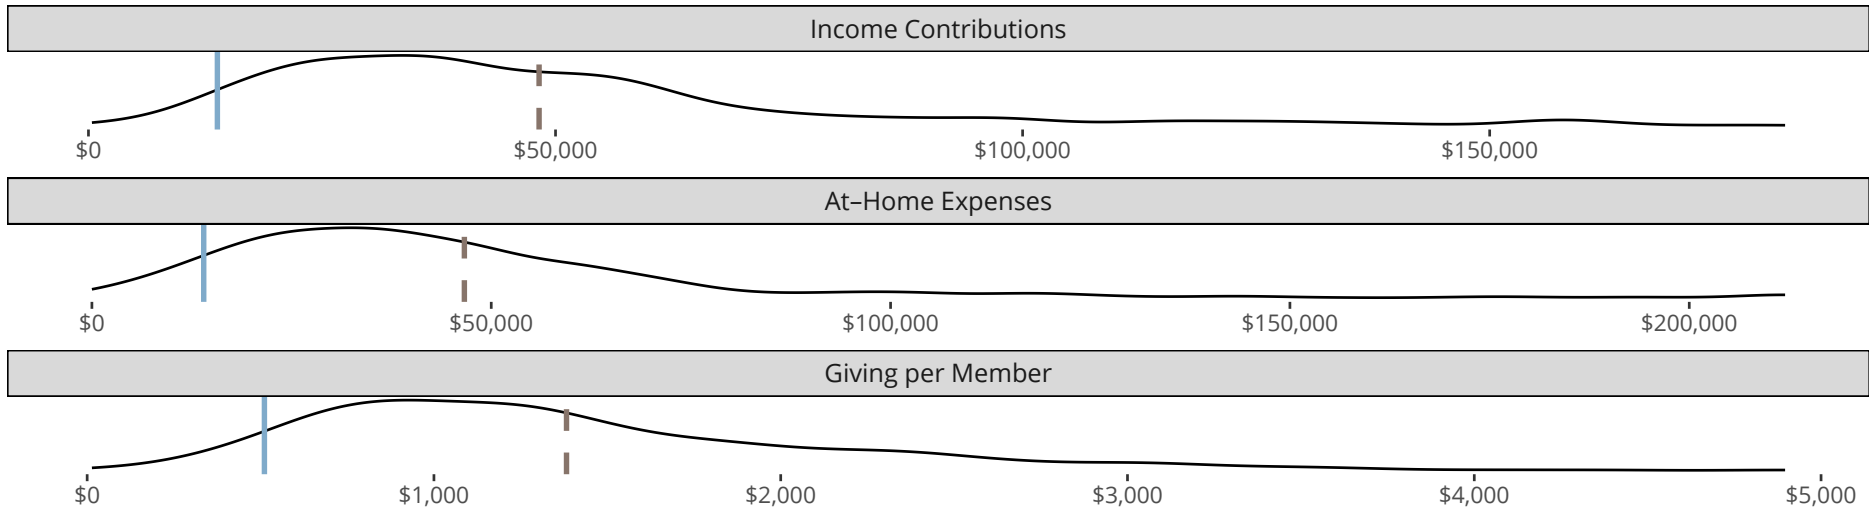 Income Contributions
$0 $50,000 $100,000 $150,000
At–Home Expenses
$0 $50,000 $100,000 $150,000 $200,000
Giving per Member
$0 $1,000 $2,000 $3,000 $4,000 $5,000